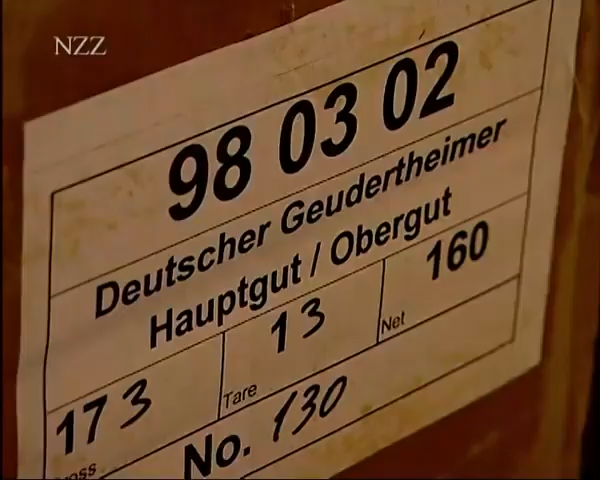 NZZ
98 03 02
Deutscher Geudertheimer
Hauptgut / Obergut
173 Tare 13 Net 160
No. 130